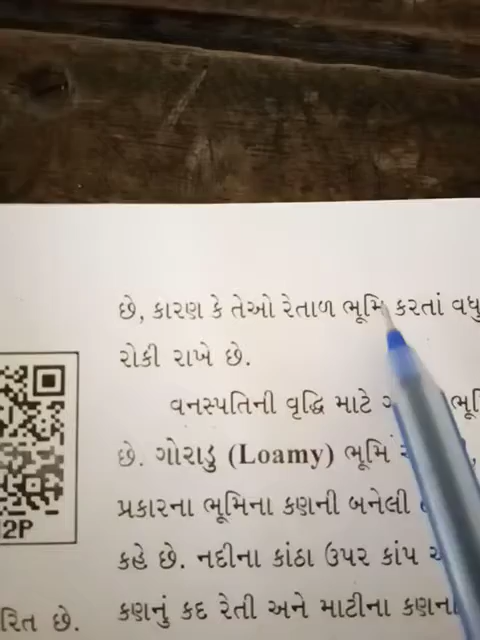 છે, કારણ કે તેઓ રેતાળ ભૂમિ કરતાં વધુ
રોકી રાખે છે.
વનસ્પતિની વૃદ્ધિ માટે
છે. ગોરાડુ (Loamy) ભૂમિ
પ્રકારના ભૂમિના કણની બનેલી
કહે છે. નદીના કાંઠા ઉપર કાંપ
કણનું કદ રેતી અને માટીના કણના
2P
છે.